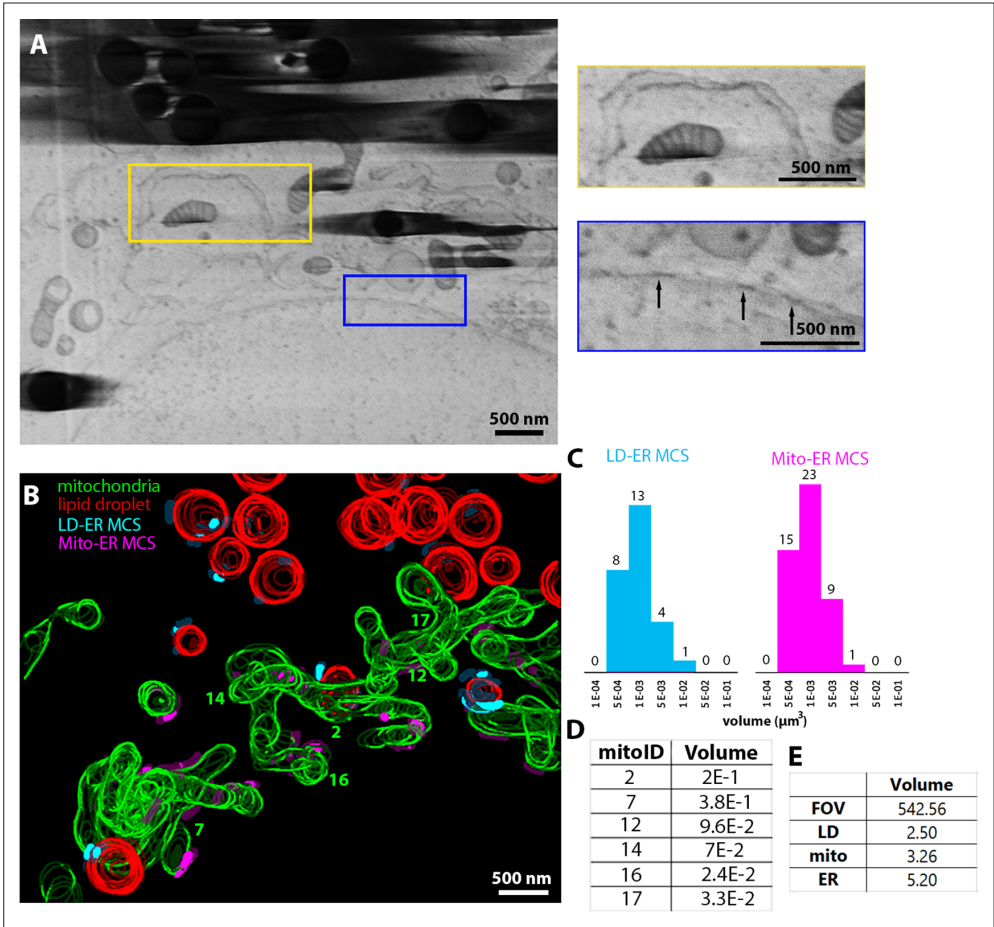 A
500 nm
500 nm
500 nm
B
mitochondria
lipid droplet
LD-ER MCS
Mito-ER MCS
17
12
14
2
16
7
500 nm
C
LD-ER MCS
Mito-ER MCS
0 8 13 4 1 0 0
0 15 23 9 1 0 0
1E-04 5E-04 1E-03 5E-03 1E-02 5E-02 1E-01
1E-04 5E-04 1E-03 5E-03 1E-02 5E-02 1E-01
volume (μm³)
D
mitoID Volume
2 2E-1
7 3.8E-1
12 9.6E-2
14 7E-2
16 2.4E-2
17 3.3E-2
E
Volume
FOV 542.56
LD 2.50
mito 3.26
ER 5.20